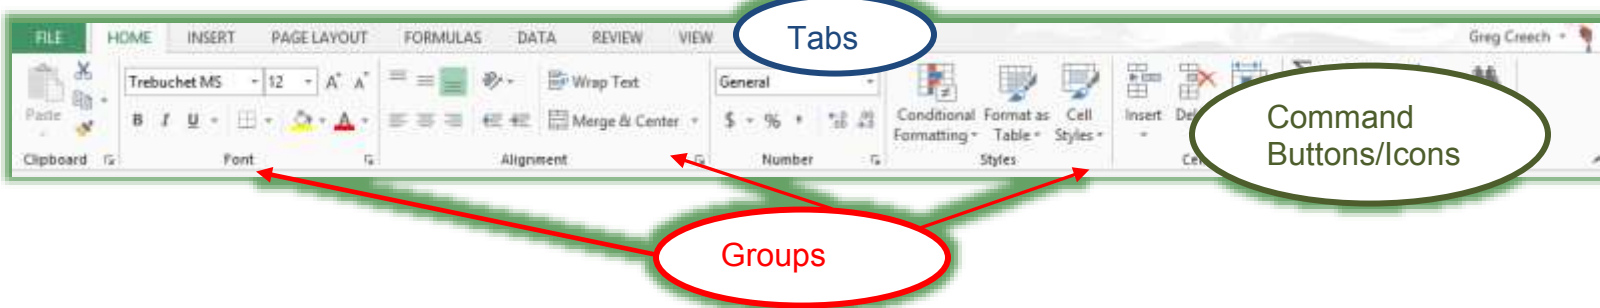 FILE HOME INSERT PAGE LAYOUT FORMULAS DATA REVIEW VIEW Tabs Greg Creech
Trebuchet MS 12 A A Wrap Text General
Paste B I U A Merge & Center $ % , Conditional Formatting Format as Table Cell Styles Insert
Clipboard Font Alignment Number Styles
Command
Buttons/Icons
Groups